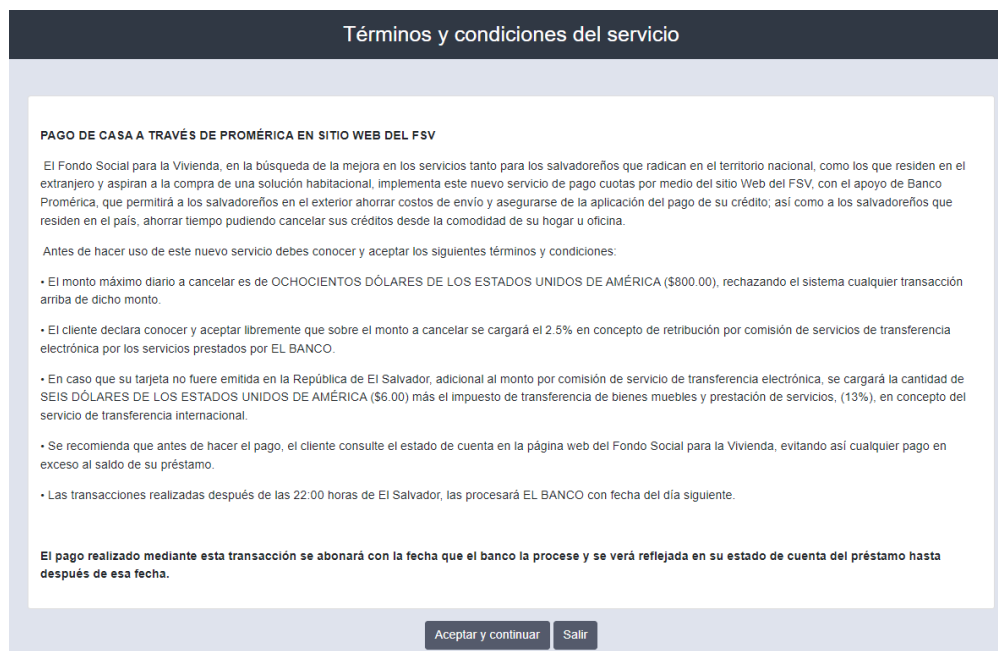 Términos y condiciones del servicio
PAGO DE CASA A TRAVÉS DE PROMÉRICA EN SITIO WEB DEL FSV
El Fondo Social para la Vivienda, en la búsqueda de la mejora en los servicios tanto para los salvadoreños que radican en el territorio nacional, como los que residen en el
extranjero y aspiran a la compra de una solución habitacional, implementa este nuevo servicio de pago cuotas por medio del sitio Web del FSV, con el apoyo de Banco
Promérica, que permitirá a los salvadoreños en el exterior ahorrar costos de envío y asegurarse de la aplicación del pago de su crédito; así como a los salvadoreños que
residen en el país, ahorrar tiempo pudiendo cancelar sus créditos desde la comodidad de su hogar u oficina.
Antes de hacer uso de este nuevo servicio debes conocer y aceptar los siguientes términos y condiciones:
• El monto máximo diario a cancelar es de OCHOCIENTOS DÓLARES DE LOS ESTADOS UNIDOS DE AMÉRICA ($800.00), rechazando el sistema cualquier transacción
arriba de dicho monto.
• El cliente declara conocer y aceptar libremente que sobre el monto a cancelar se cargará el 2.5% en concepto de retribución por comisión de servicios de transferencia
electrónica por los servicios prestados por EL BANCO.
• En caso que su tarjeta no fuere emitida en la República de El Salvador, adicional al monto por comisión de servicio de transferencia electrónica, se cargará la cantidad de
SEIS DÓLARES DE LOS ESTADOS UNIDOS DE AMÉRICA ($6.00) más el impuesto de transferencia de bienes muebles y prestación de servicios, (13%), en concepto del
servicio de transferencia internacional.
• Se recomienda que antes de hacer el pago, el cliente consulte el estado de cuenta en la página web del Fondo Social para la Vivienda, evitando así cualquier pago en
exceso al saldo de su préstamo.
• Las transacciones realizadas después de las 22:00 horas de El Salvador, las procesará EL BANCO con fecha del día siguiente.
El pago realizado mediante esta transacción se abonará con la fecha que el banco la procese y se verá reflejada en su estado de cuenta del préstamo hasta
después de esa fecha.
Aceptar y continuar Salir